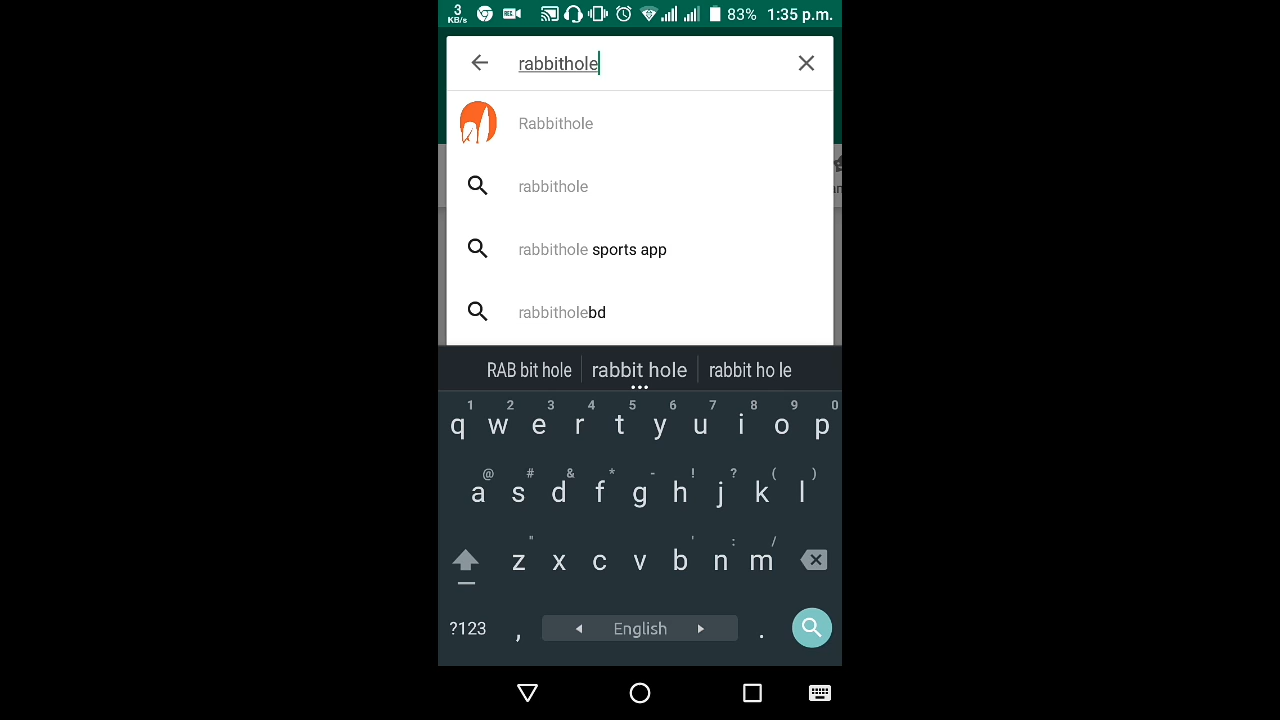 3 KB/s REC 83% 1:35 p.m.
rabbithole
Rabbithole
rabbithole
rabbithole sports app
rabbitholebd
RAB bit hole rabbit hole rabbit ho le
1 2 3 4 5 6 7 8 9 0
q w e r t y u i o p
@ # & * - ! ? ( )
a s d f g h j k l
" ' : /
z x c v b n m
?123 , English .